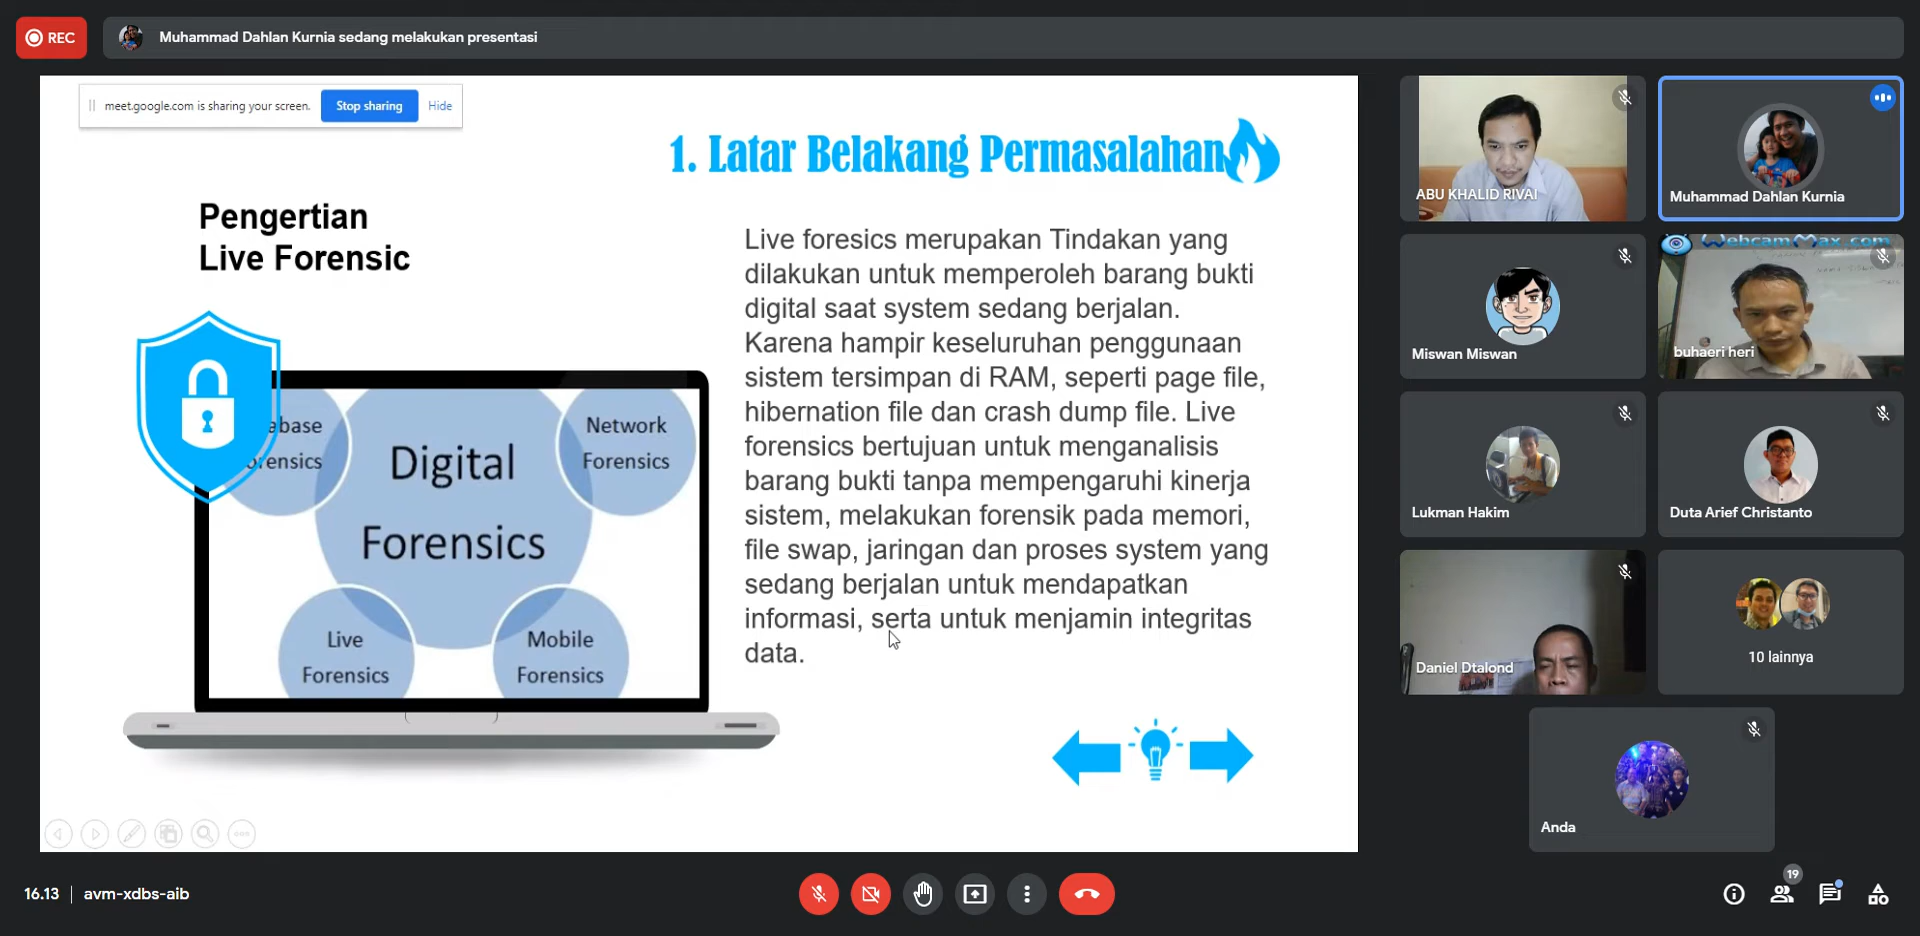 REC
Muhammad Dahlan Kurnia sedang melakukan presentasi
meet.google.com is sharing your screen.
Stop sharing
Hide
1. Latar Belakang Permasalahan
Pengertian
Live Forensic
Live foresics merupakan Tindakan yang
dilakukan untuk memperoleh barang bukti
digital saat system sedang berjalan.
Karena hampir keseluruhan penggunaan
sistem tersimpan di RAM, seperti page file,
hibernation file dan crash dump file. Live
forensics bertujuan untuk menganalisis
barang bukti tanpa mempengaruhi kinerja
sistem, melakukan forensik pada memori,
file swap, jaringan dan proses system yang
sedang berjalan untuk mendapatkan
informasi, serta untuk menjamin integritas
data.
abase
orensics
Digital
Forensics
Network
Forensics
Live
Forensics
Mobile
Forensics
ABU KHALID RIVAI
Muhammad Dahlan Kurnia
Miswan Miswan
WebcamMax.com
buhaeri heri
Lukman Hakim
Duta Arief Christanto
Daniel Dtalond
10 lainnya
Anda
16.13
avm-xdbs-aib
19